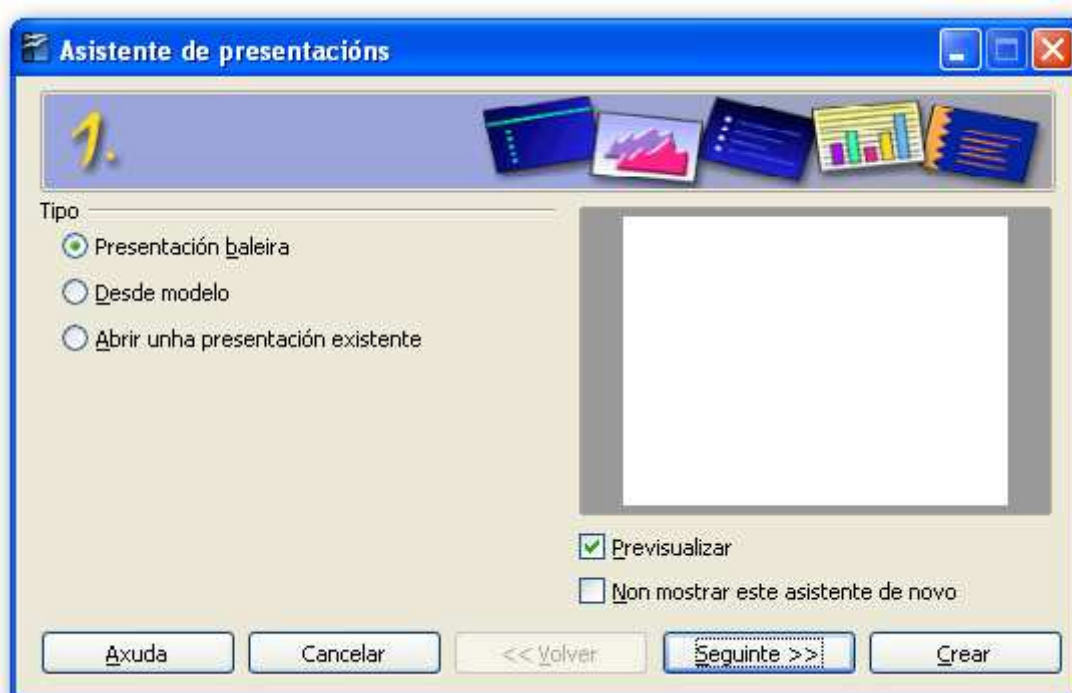 Asistente de presentacións
1.
Tipo
Presentación baleira
Desde modelo
Abrir unha presentación existente
Previsualizar
Non mostrar este asistente de novo
Axuda
Cancelar
<< Volver
Seguinte >>
Crear